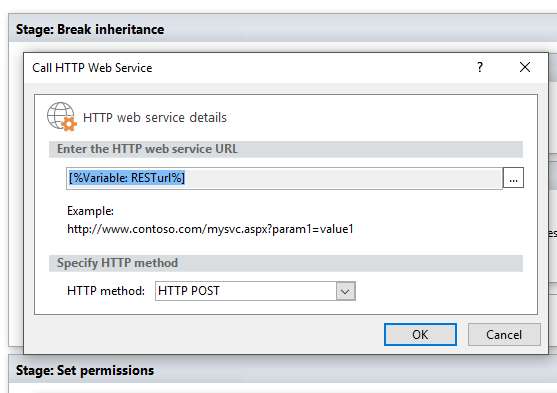 Stage: Break inheritance
Call HTTP Web Service
?
HTTP web service details
Enter the HTTP web service URL
[%Variable: RESTurl%]
...
Example:
http://www.contoso.com/mysvc.aspx?param1=value1
es
Specify HTTP method
HTTP method: HTTP POST
OK Cancel
Stage: Set permissions